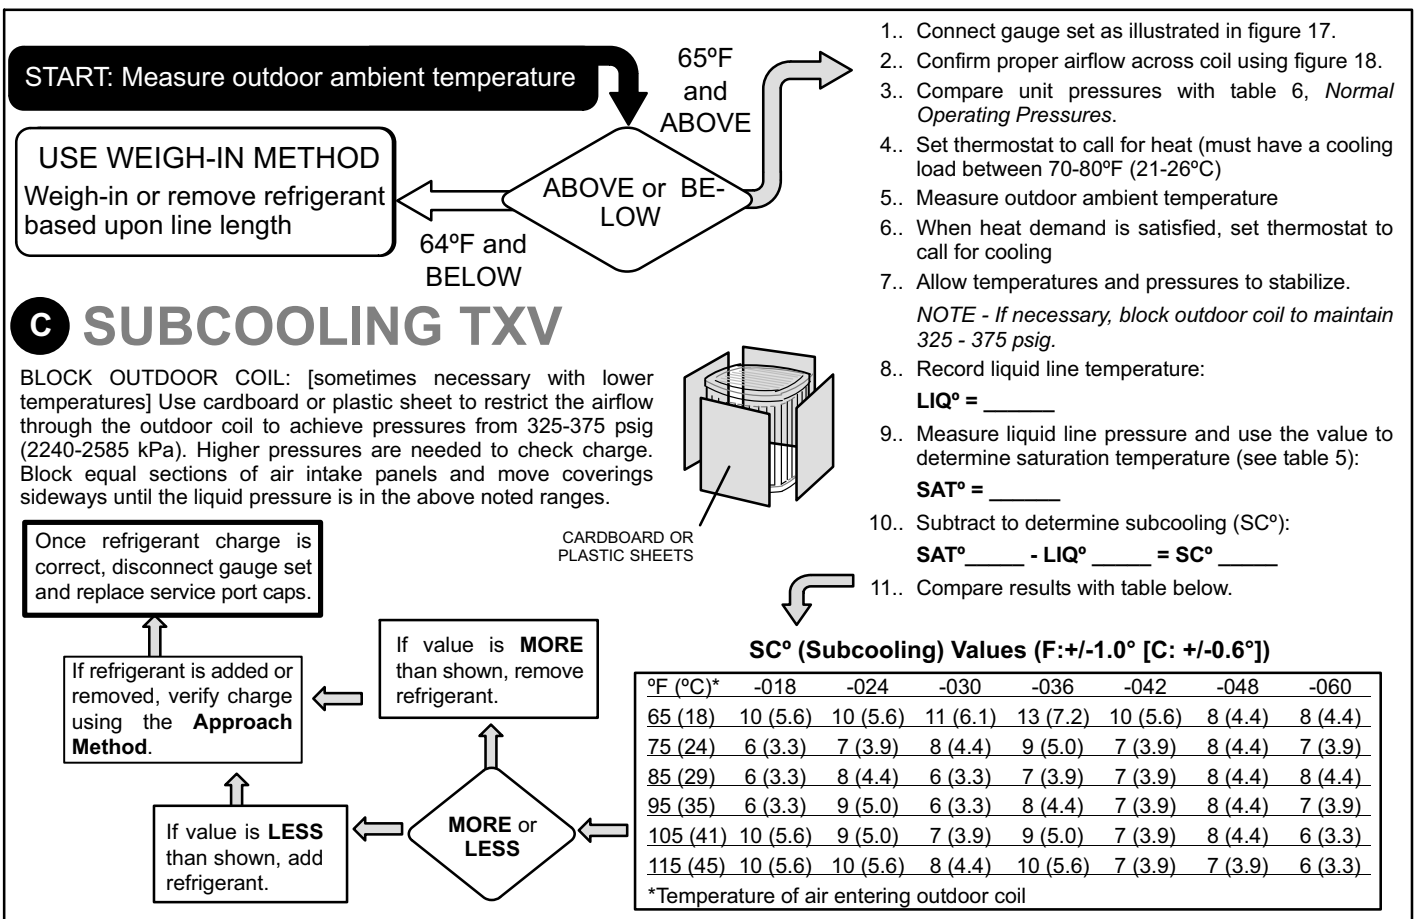 START: Measure outdoor ambient temperature
65ºF
and
ABOVE
USE WEIGH-IN METHOD
Weigh-in or remove refrigerant
based upon line length
ABOVE or BE-
LOW
64ºF and
BELOW
C SUBCOOLING TXV
BLOCK OUTDOOR COIL: [sometimes necessary with lower
temperatures] Use cardboard or plastic sheet to restrict the airflow
through the outdoor coil to achieve pressures from 325-375 psig
(2240-2585 kPa). Higher pressures are needed to check charge.
Block equal sections of air intake panels and move coverings
sideways until the liquid pressure is in the above noted ranges.
CARDBOARD OR
PLASTIC SHEETS
1.. Connect gauge set as illustrated in figure 17.
2.. Confirm proper airflow across coil using figure 18.
3.. Compare unit pressures with table 6, Normal
Operating Pressures.
4.. Set thermostat to call for heat (must have a cooling
load between 70-80ºF (21-26ºC)
5.. Measure outdoor ambient temperature
6.. When heat demand is satisfied, set thermostat to
call for cooling
7.. Allow temperatures and pressures to stabilize.
NOTE - If necessary, block outdoor coil to maintain
325 - 375 psig.
8.. Record liquid line temperature:
LIQº = ______
9.. Measure liquid line pressure and use the value to
determine saturation temperature (see table 5):
SATº = ______
10.. Subtract to determine subcooling (SCº):
SATº_____ - LIQº _____ = SCº _____
11.. Compare results with table below.
SCº (Subcooling) Values (F:+/-1.0° [C: +/-0.6°])
ºF (ºC)* -018 -024 -030 -036 -042 -048 -060
65 (18) 10 (5.6) 10 (5.6) 11 (6.1) 13 (7.2) 10 (5.6) 8 (4.4) 8 (4.4)
75 (24) 6 (3.3) 7 (3.9) 8 (4.4) 9 (5.0) 7 (3.9) 8 (4.4) 7 (3.9)
85 (29) 6 (3.3) 8 (4.4) 6 (3.3) 7 (3.9) 7 (3.9) 8 (4.4) 8 (4.4)
95 (35) 6 (3.3) 9 (5.0) 6 (3.3) 8 (4.4) 7 (3.9) 8 (4.4) 7 (3.9)
105 (41) 10 (5.6) 9 (5.0) 7 (3.9) 9 (5.0) 7 (3.9) 8 (4.4) 6 (3.3)
115 (45) 10 (5.6) 10 (5.6) 8 (4.4) 10 (5.6) 7 (3.9) 7 (3.9) 6 (3.3)
*Temperature of air entering outdoor coil
MORE or
LESS
If value is MORE
than shown, remove
refrigerant.
If value is LESS
than shown, add
refrigerant.
If refrigerant is added or
removed, verify charge
using the Approach
Method.
Once refrigerant charge is
correct, disconnect gauge set
and replace service port caps.